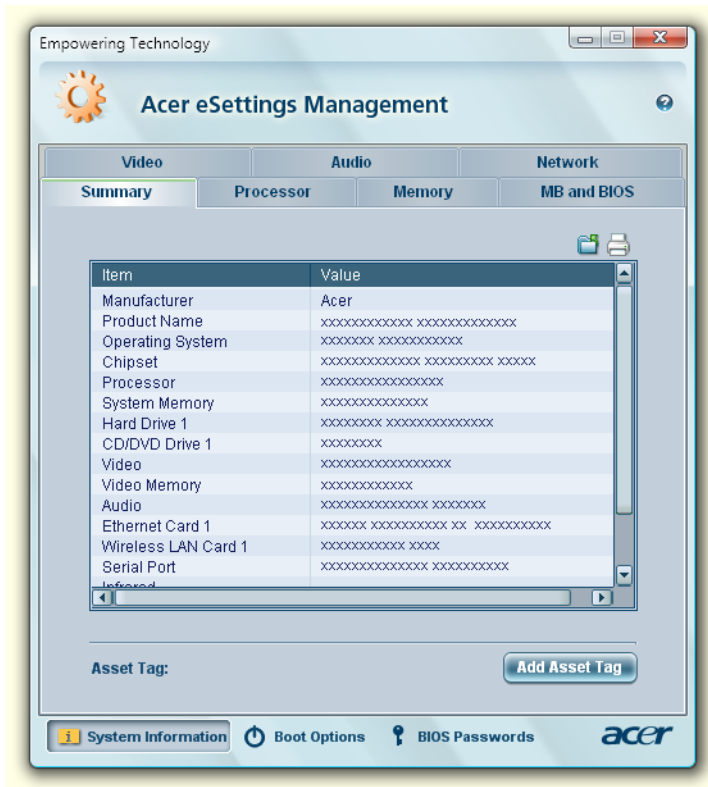 Empowering Technology
Acer eSettings Management
Video Audio Network
Summary Processor Memory MB and BIOS
Item Value
Manufacturer Acer
Product Name xxxxxxxxxxxx xxxxxxxxxxxxx
Operating System xxxxxxx xxxxxxxxxxx
Chipset xxxxxxxxxxxxx xxxxxxxxx xxxxx
Processor xxxxxxxxxxxxxxxx
System Memory xxxxxxxxxxxxxx
Hard Drive 1 xxxxxxxx xxxxxxxxxxxxxx
CD/DVD Drive 1 xxxxxxxx
Video xxxxxxxxxxxxxxxxx
Video Memory xxxxxxxxxxxx
Audio xxxxxxxxxxxxxx xxxxxxx
Ethernet Card 1 xxxxxx xxxxxxxxxx xx xxxxxxxxxx
Wireless LAN Card 1 xxxxxxxxxxx xxxx
Serial Port xxxxxxxxxxxxxx xxxxxxxxxx
Infrared
Asset Tag: Add Asset Tag
System Information Boot Options BIOS Passwords acer